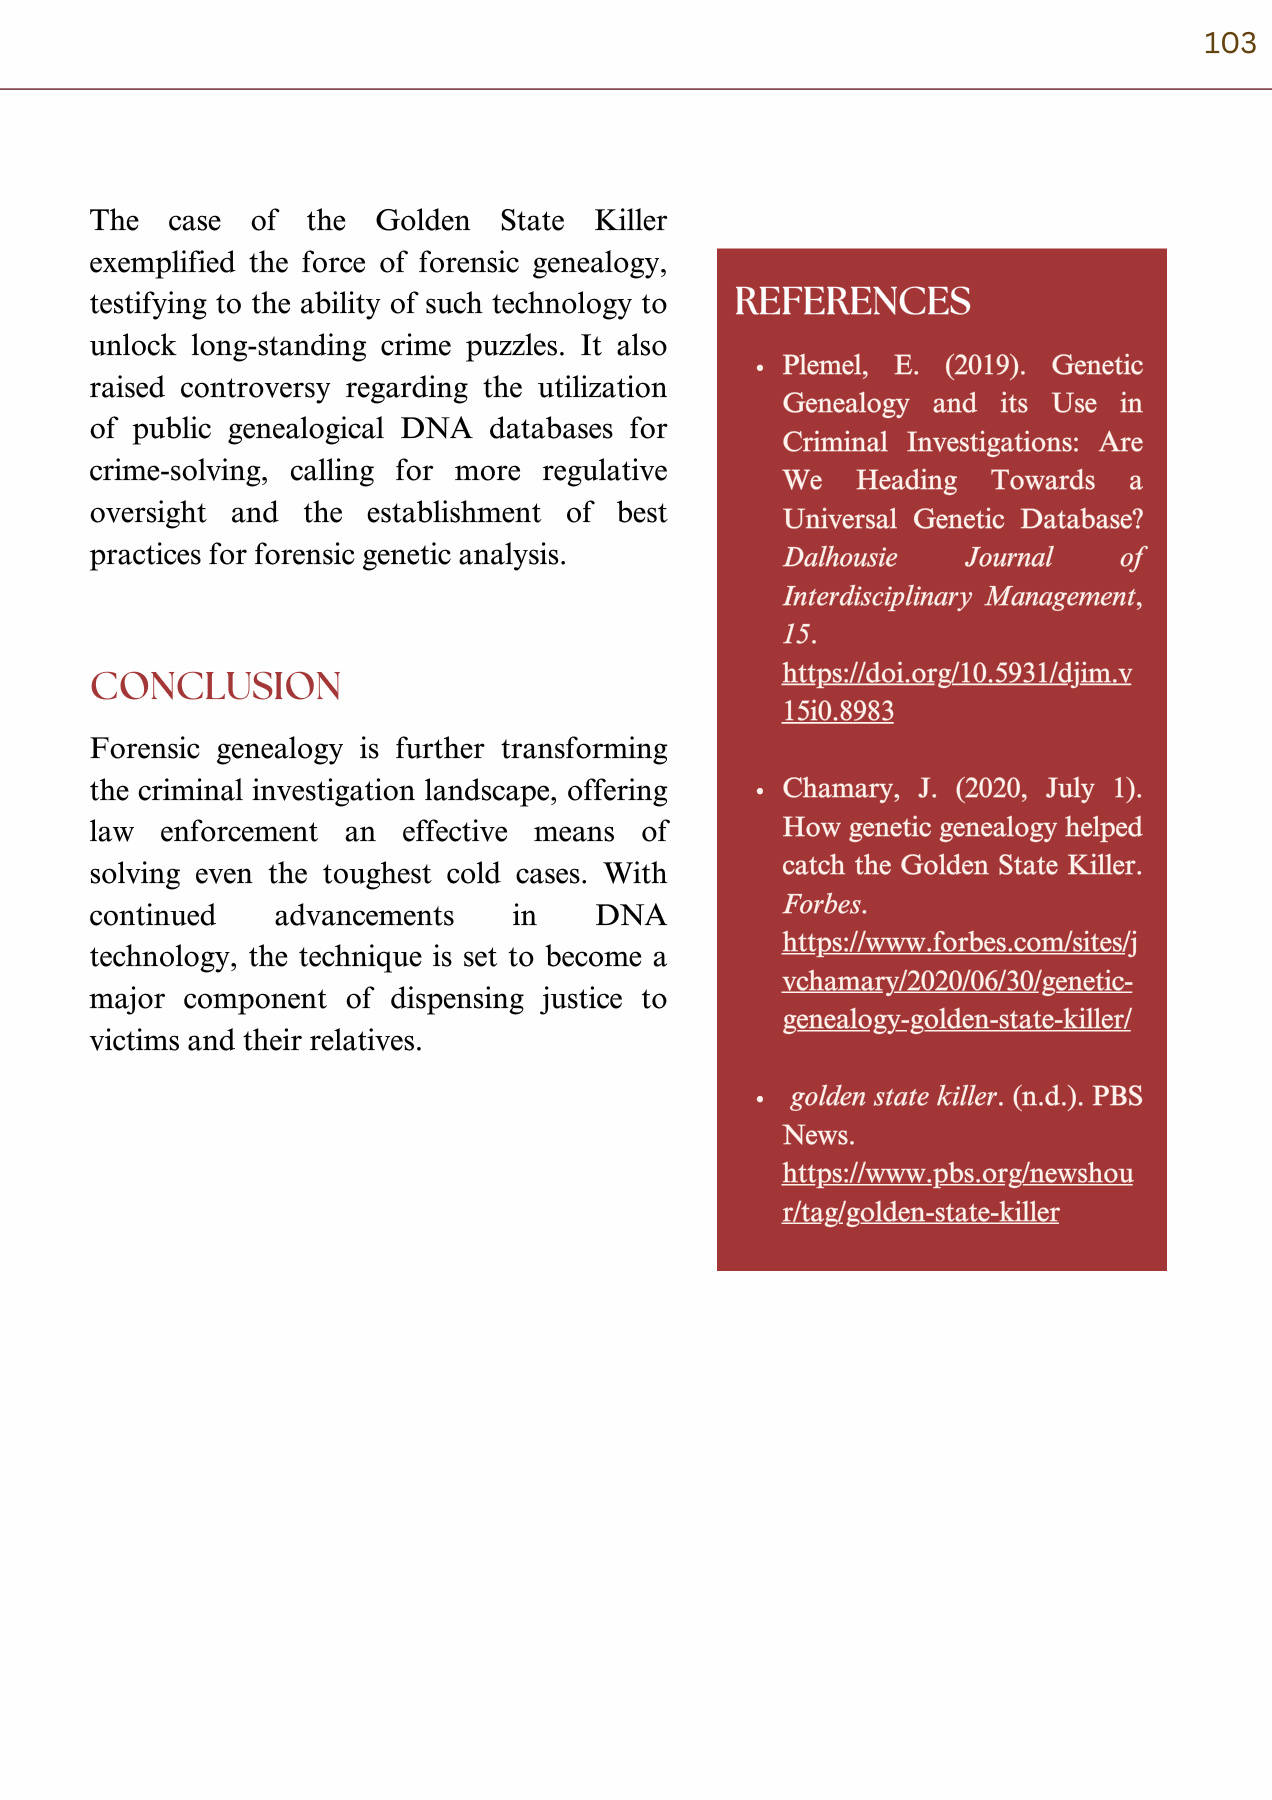 103
The case of the Golden State Killer
exemplified the force of forensic genealogy,
testifying to the ability of such technology to
unlock long-standing crime puzzles. It also
raised controversy regarding the utilization
of public genealogical DNA databases for
crime-solving, calling for more regulative
oversight and the establishment of best
practices for forensic genetic analysis.
CONCLUSION
Forensic genealogy is further transforming
the criminal investigation landscape, offering
law enforcement an effective means of
solving even the toughest cold cases. With
continued advancements in DNA
technology, the technique is set to become a
major component of dispensing justice to
victims and their relatives.
REFERENCES
• Plemel, E. (2019). Genetic
Genealogy and its Use in
Criminal Investigations: Are
We Heading Towards a
Universal Genetic Database?
Dalhousie Journal of
Interdisciplinary Management,
15.
https://doi.org/10.5931/djim.v
15i0.8983
• Chamary, J. (2020, July 1).
How genetic genealogy helped
catch the Golden State Killer.
Forbes.
https://www.forbes.com/sites/j
vchamary/2020/06/30/genetic-
genealogy-golden-state-killer/
• golden state killer. (n.d.). PBS
News.
https://www.pbs.org/newshou
r/tag/golden-state-killer